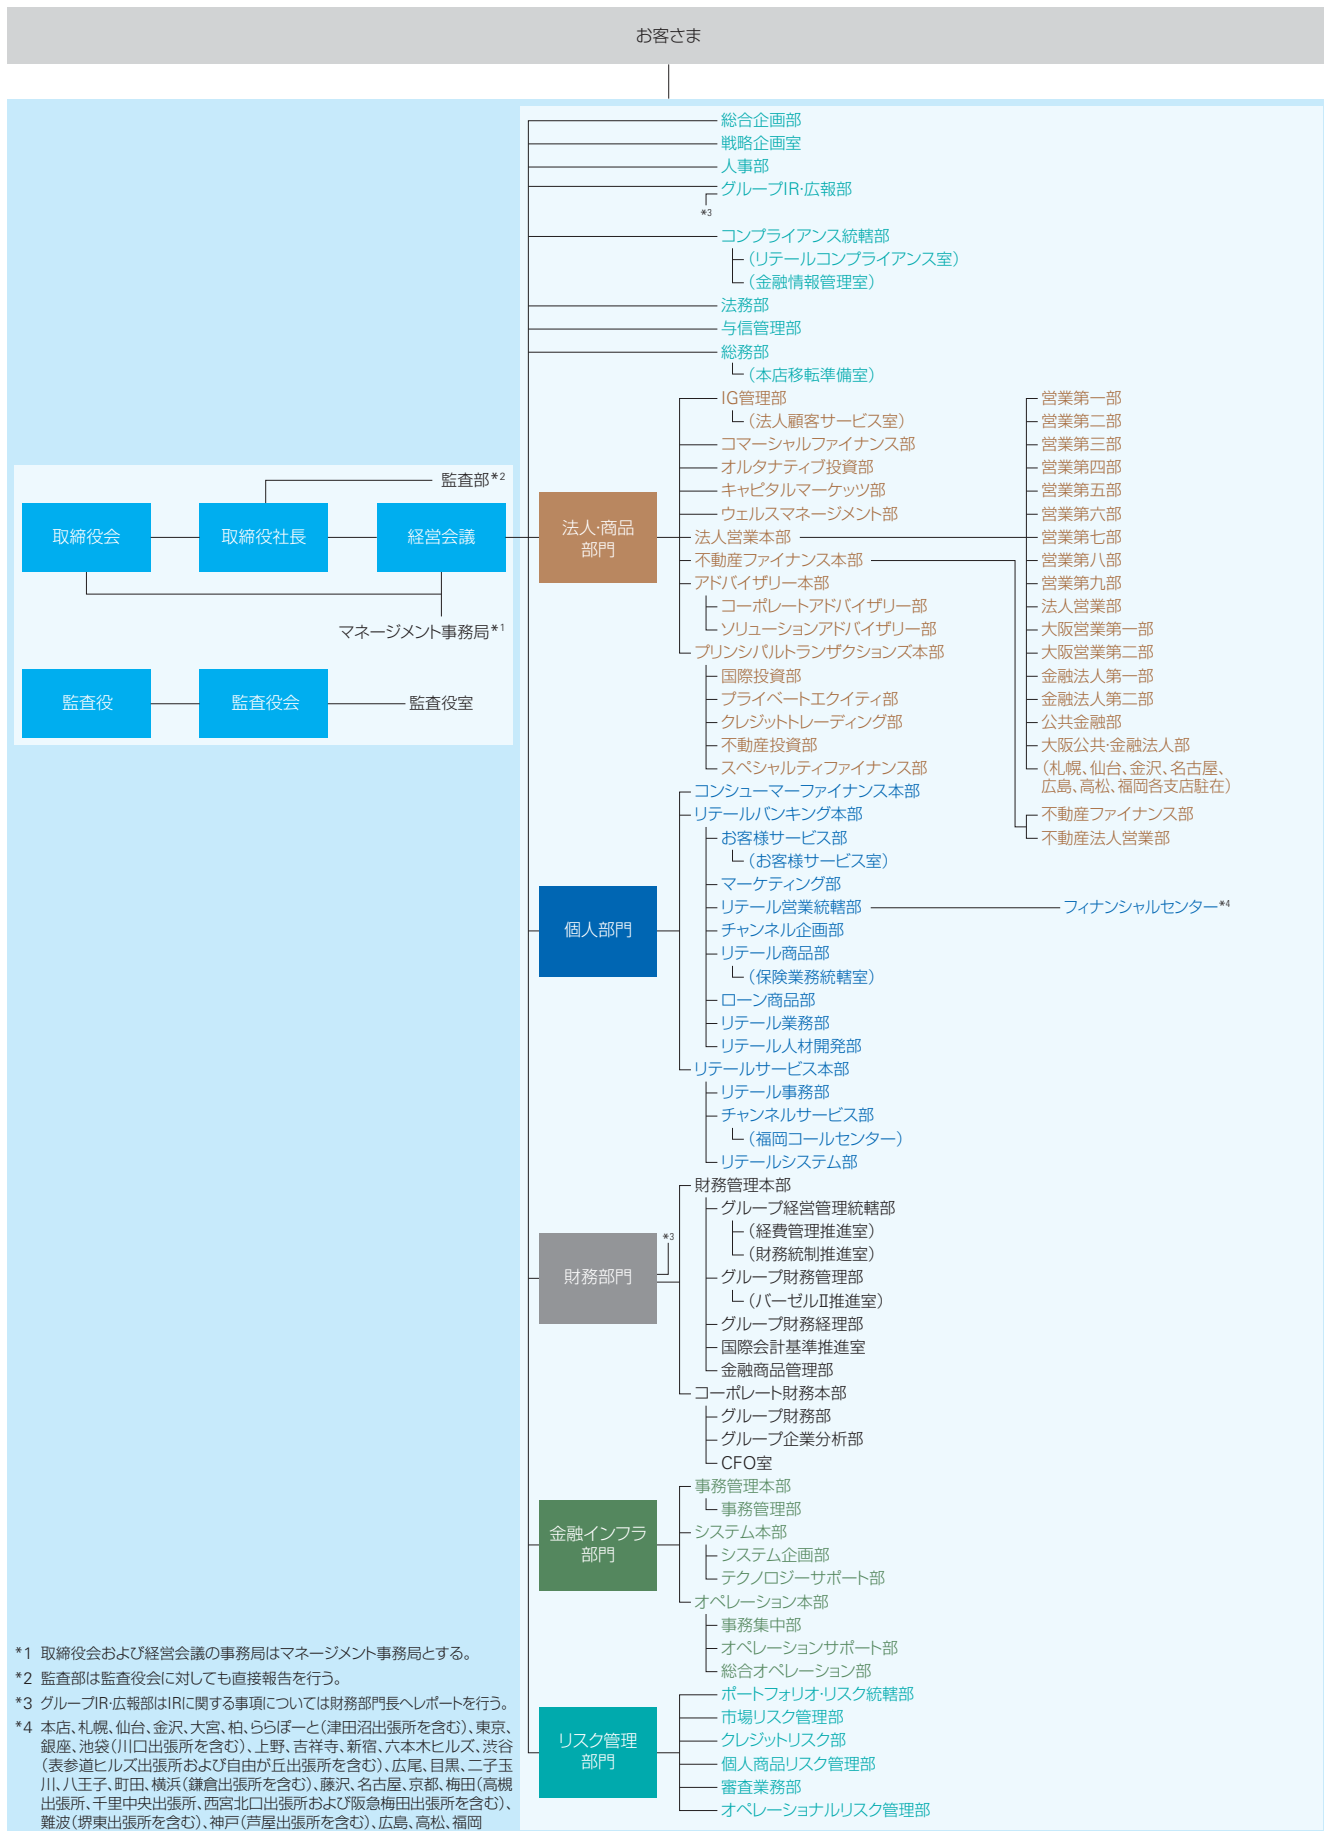 お客さま
総合企画部
戦略企画室
人事部
グループIR・広報部
*3
コンプライアンス統轄部
(リテールコンプライアンス室)
(金融情報管理室)
法務部
与信管理部
総務部
(本店移転準備室)
監査部*2
取締役会
取締役社長
経営会議
マネージメント事務局*1
監査役
監査役会
監査役室
法人・商品
部門
IG管理部
(法人顧客サービス室)
コマーシャルファイナンス部
オルタナティブ投資部
キャピタルマーケッツ部
ウェルスマネージメント部
法人営業本部
不動産ファイナンス本部
アドバイザリー本部
コーポレートアドバイザリー部
ソリューションアドバイザリー部
プリンシパルトランザクションズ本部
国際投資部
プライベートエクイティ部
クレジットトレーディング部
不動産投資部
スペシャルティファイナンス部
営業第一部
営業第二部
営業第三部
営業第四部
営業第五部
営業第六部
営業第七部
営業第八部
営業第九部
法人営業部
大阪営業第一部
大阪営業第二部
金融法人第一部
金融法人第二部
公共金融部
大阪公共・金融法人部
(札幌、仙台、金沢、名古屋、
広島、高松、福岡各支店駐在)
不動産ファイナンス部
不動産法人営業部
個人部門
コンシューマーファイナンス本部
リテールバンキング本部
お客様サービス部
(お客様サービス室)
マーケティング部
リテール営業統轄部
フィナンシャルセンター*4
チャンネル企画部
リテール商品部
(保険業務統轄室)
ローン商品部
リテール業務部
リテール人材開発部
リテールサービス本部
リテール事務部
チャンネルサービス部
(福岡コールセンター)
リテールシステム部
財務部門
*3
財務管理本部
グループ経営管理統轄部
(経費管理推進室)
(財務統制推進室)
グループ財務管理部
(バーゼルII推進室)
グループ財務経理部
国際会計基準推進室
金融商品管理部
コーポレート財務本部
グループ財務部
グループ企業分析部
CFO室
金融インフラ
部門
事務管理本部
事務管理部
システム本部
システム企画部
テクノロジーサポート部
オペレーション本部
事務集中部
オペレーションサポート部
総合オペレーション部
リスク管理
部門
ポートフォリオ・リスク統轄部
市場リスク管理部
クレジットリスク部
個人商品リスク管理部
審査業務部
オペレーショナルリスク管理部
*1 取締役会および経営会議の事務局はマネージメント事務局とする。
*2 監査部は監査役会に対しても直接報告を行う。
*3 グループIR・広報部はIRに関する事項については財務部門長へレポートを行う。
*4 本店、札幌、仙台、金沢、大宮、柏、ららぽーと(津田沼出張所を含む)、東京、
銀座、池袋(川口出張所を含む)、上野、吉祥寺、新宿、六本木ヒルズ、渋谷
(表参道ヒルズ出張所および自由が丘出張所を含む)、広尾、目黒、二子玉
川、八王子、町田、横浜(鎌倉出張所を含む)、藤沢、名古屋、京都、梅田(高槻
出張所、千里中央出張所、西宮北口出張所および阪急梅田出張所を含む)、
難波(堺東出張所を含む)、神戸(芦屋出張所を含む)、広島、高松、福岡